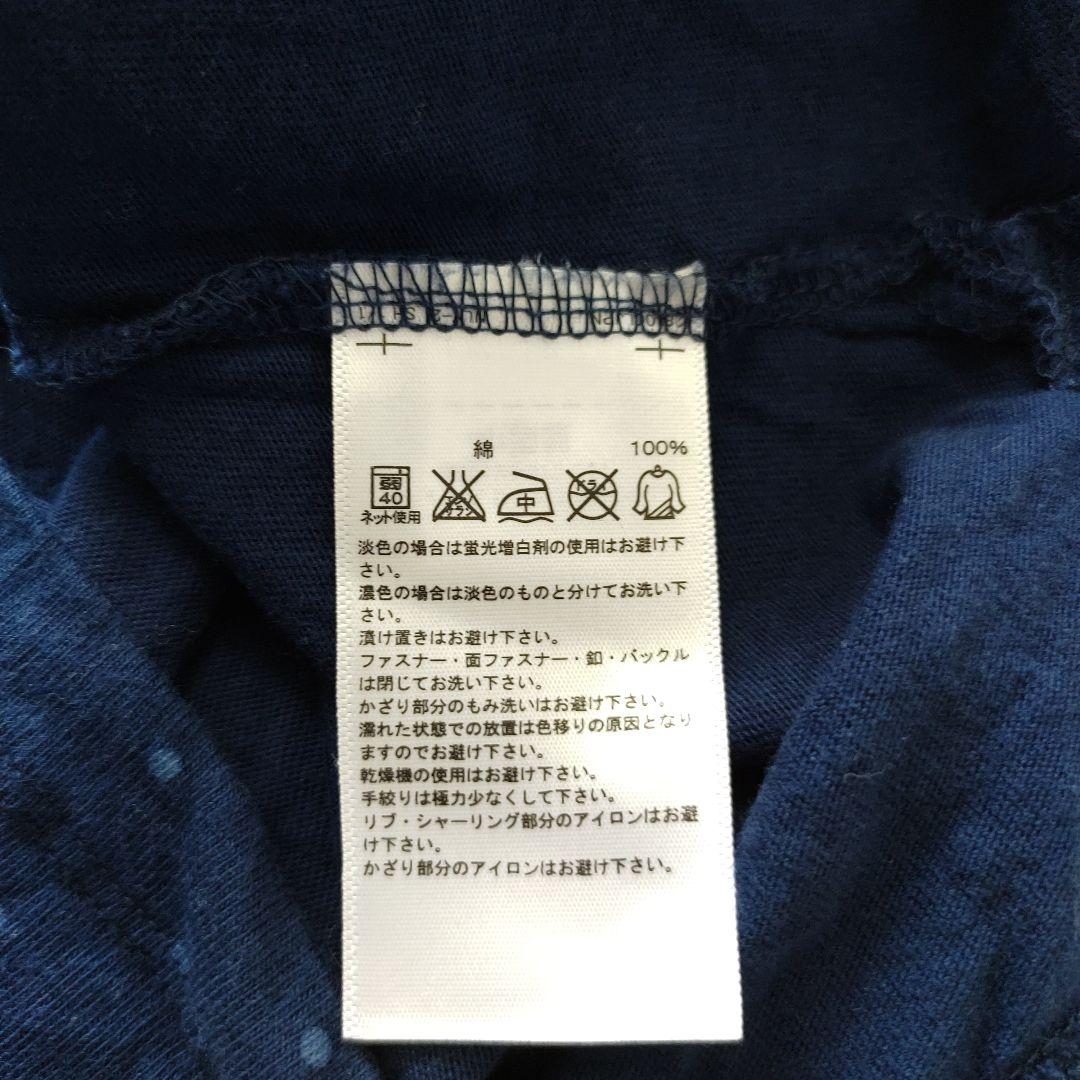 綿 100%
弱
40
ネット使用
エンソ
サラシ
中
ドライ
淡色の場合は蛍光増白剤の使用はお避け下
さい。
濃色の場合は淡色のものと分けてお洗い下
さい。
漬け置きはお避け下さい。
ファスナー・面ファスナー・釦・バックル
は閉じてお洗い下さい。
かざり部分のもみ洗いはお避け下さい。
濡れた状態での放置は色移りの原因となり
ますのでお避け下さい。
乾燥機の使用はお避け下さい。
手絞りは極力少なくして下さい。
リブ・シャーリング部分のアイロンはお避
け下さい。
かざり部分のアイロンはお避け下さい。